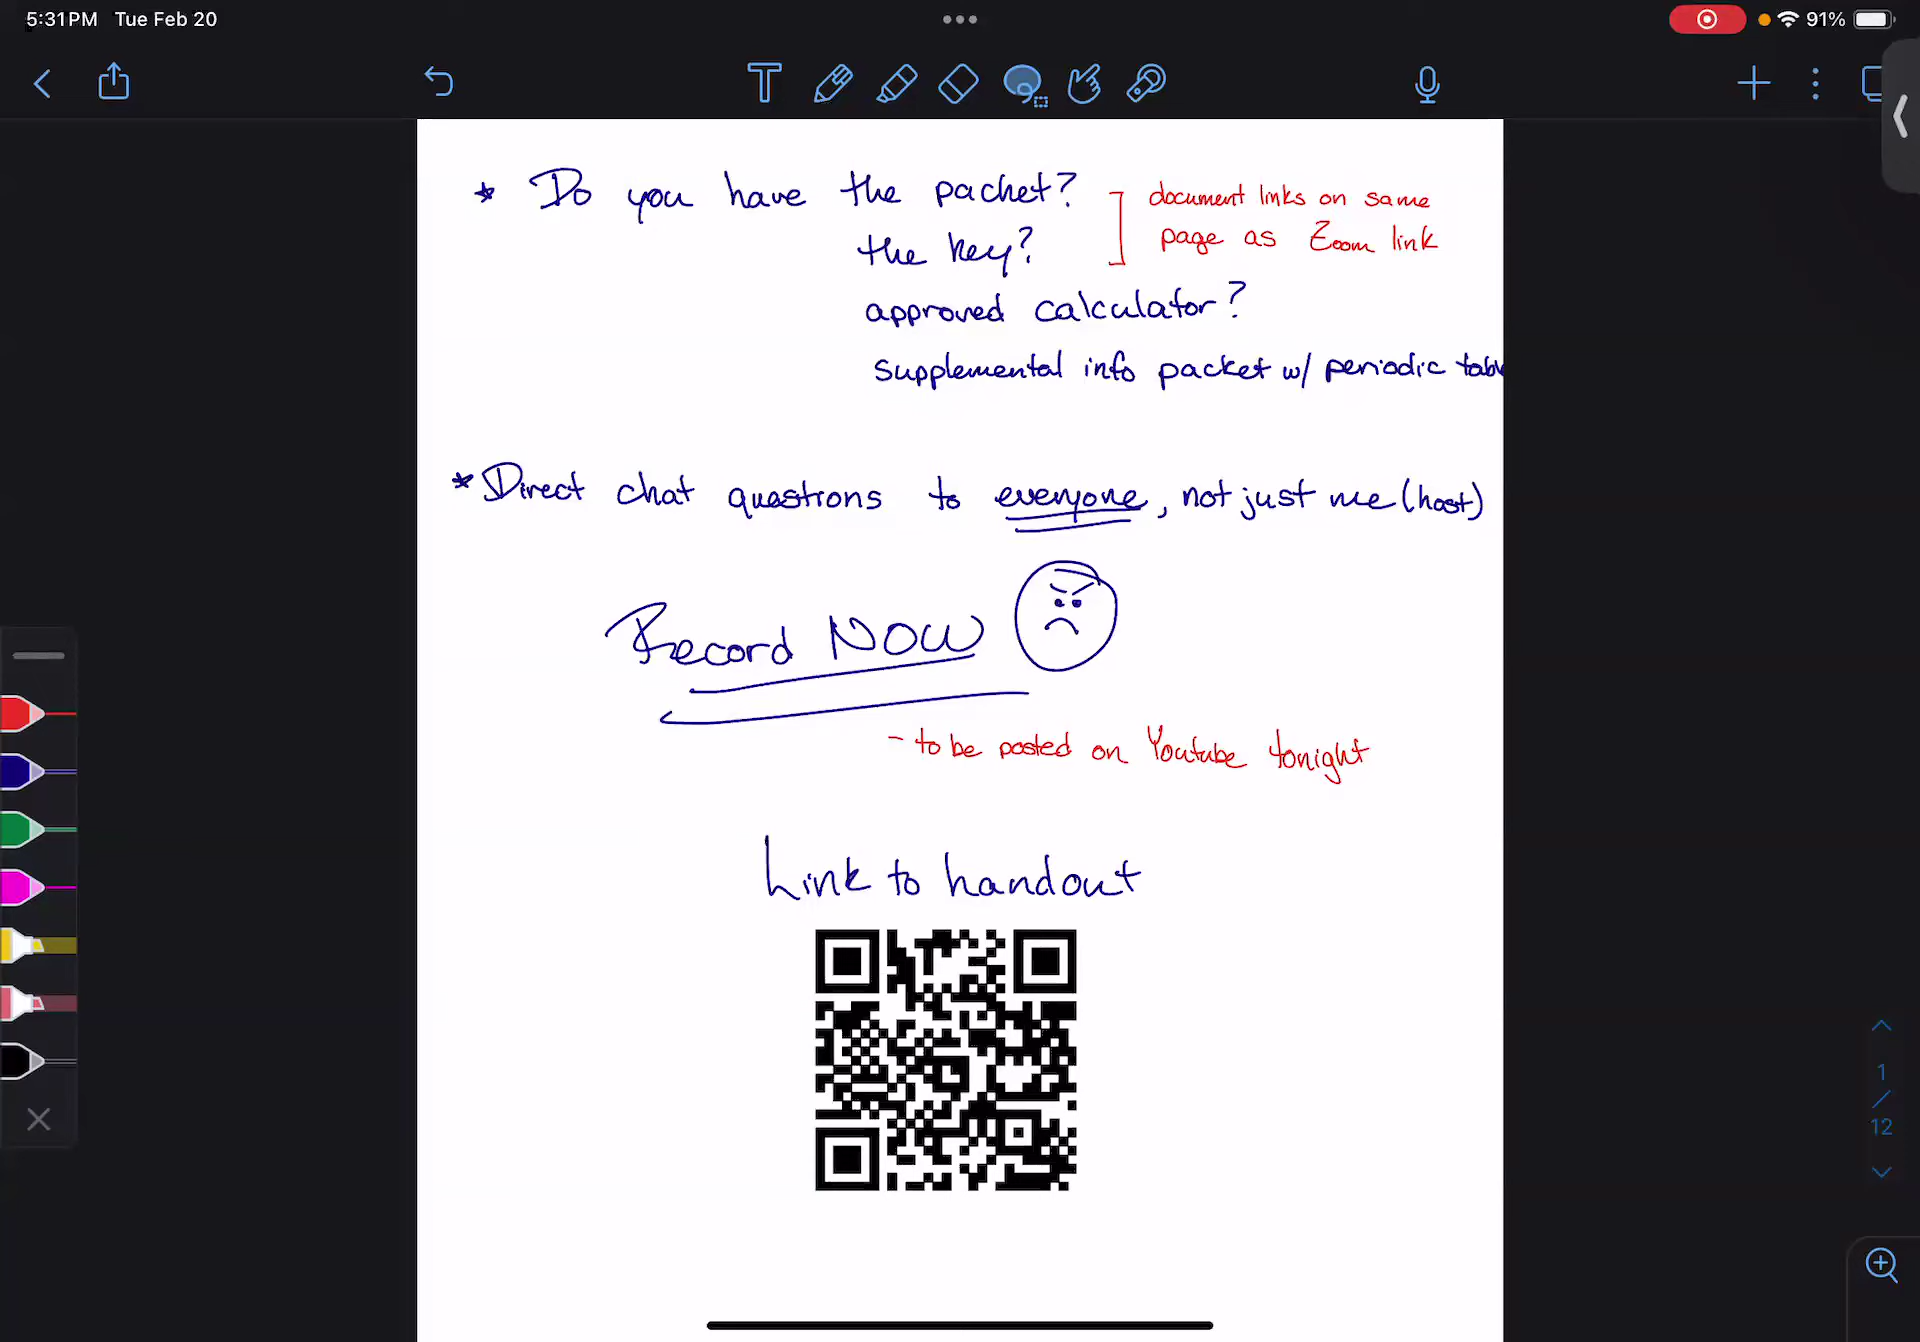 5:31PM Tue Feb 20
91%
* Do you have the packet?
document links on same
page as Zoom link
the key?
approved calculator?
supplemental info packet w/ periodic table
* Direct chat questions to everyone, not just me (host)
Record NOW
- to be posted on Youtube tonight
Link to handout
1
/
12